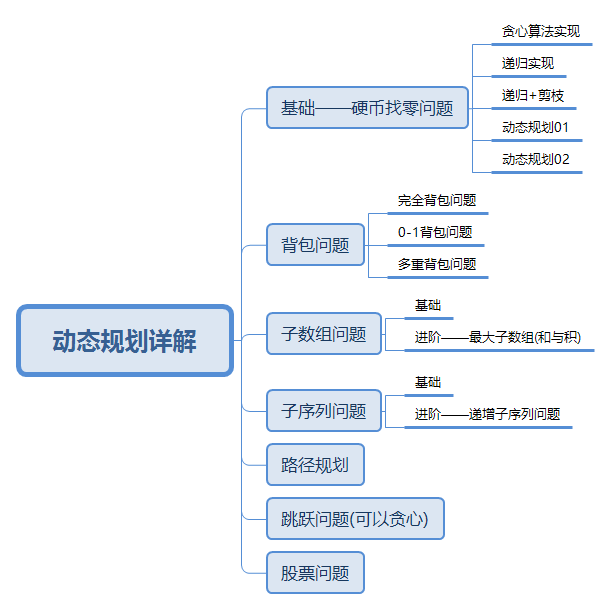 动态规划详解
基础——硬币找零问题
贪心算法实现
递归实现
递归+剪枝
动态规划01
动态规划02
背包问题
完全背包问题
0-1背包问题
多重背包问题
子数组问题
基础
进阶——最大子数组(和与积)
子序列问题
基础
进阶——递增子序列问题
路径规划
跳跃问题(可以贪心)
股票问题